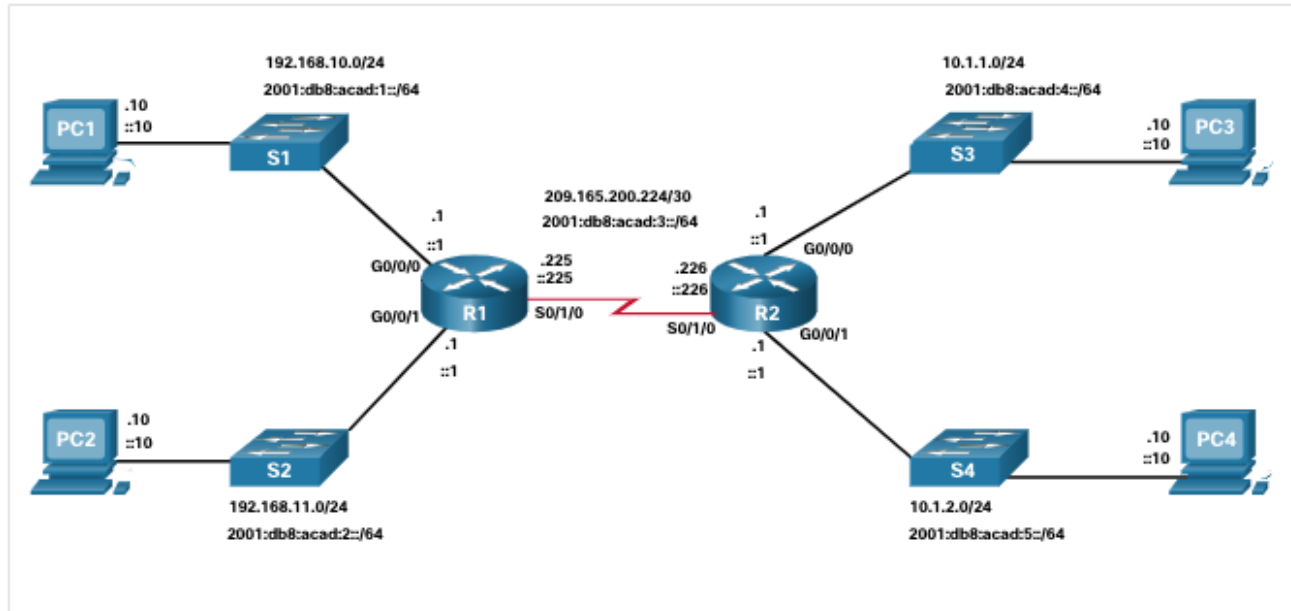 192.168.10.0/24
2001:db8:acad:1::/64
PC1
.10
::10
S1
10.1.1.0/24
2001:db8:acad:4::/64
PC3
.10
::10
S3
209.165.200.224/30
2001:db8:acad:3::/64
.1
::1
G0/0/0
G0/0/1
R1
.225
::225
S0/1/0
.1
::1
.1
::1
G0/0/0
.226
::226
S0/1/0
R2
G0/0/1
.1
::1
PC2
.10
::10
S2
192.168.11.0/24
2001:db8:acad:2::/64
PC4
.10
::10
S4
10.1.2.0/24
2001:db8:acad:5::/64